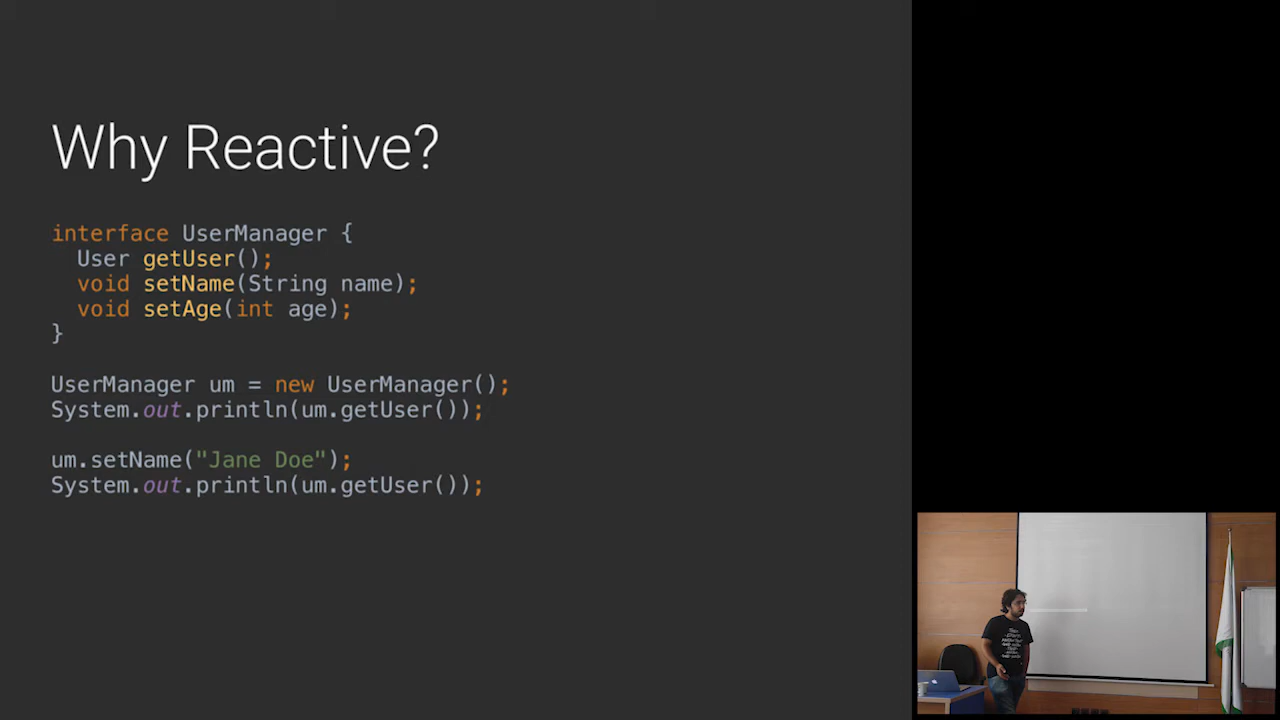 Why Reactive?
interface UserManager {
User getUser();
void setName(String name);
void setAge(int age);
}
UserManager um = new UserManager();
System.out.println(um.getUser());
um.setName("Jane Doe");
System.out.println(um.getUser());